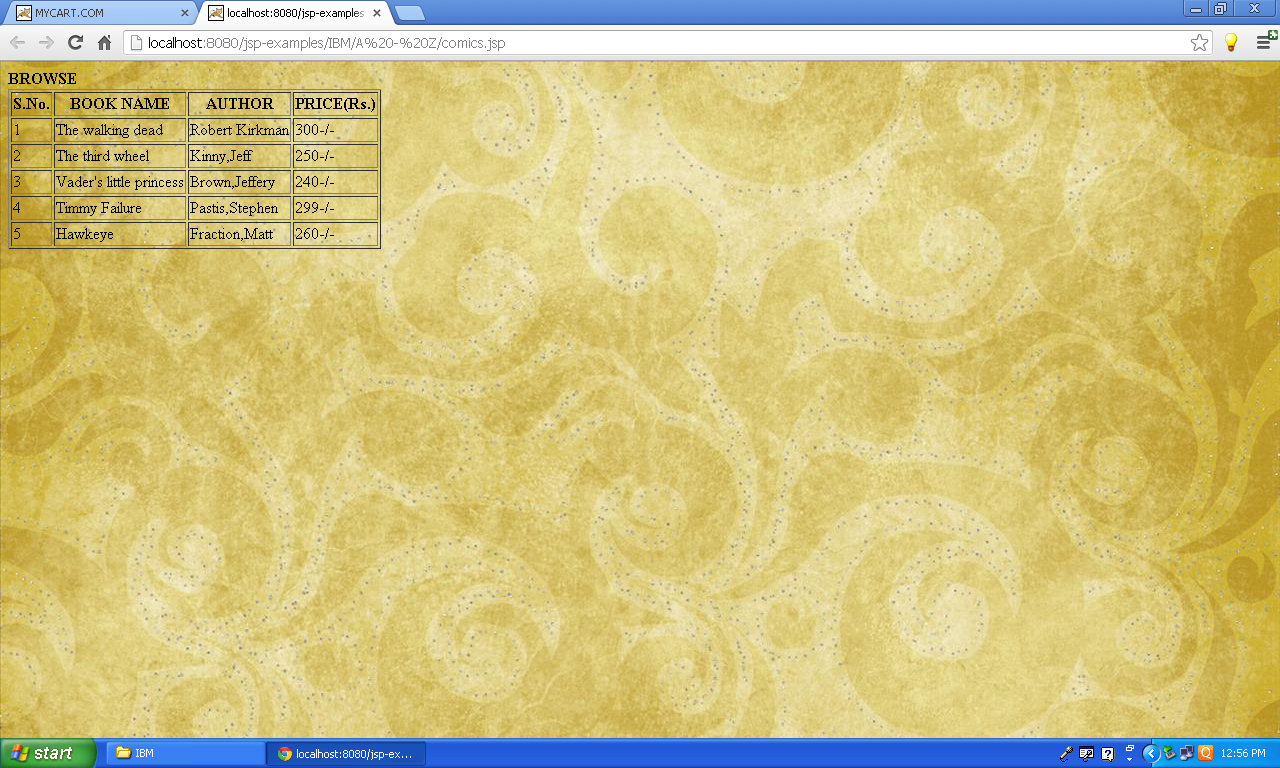 MYCART.COM
localhost:8080/jsp-examples
localhost:8080/jsp-examples/IBM/A%20-%20Z/comics.jsp
BROWSE
S.No. BOOK NAME AUTHOR PRICE(Rs.)
1 The walking dead Robert Kirkman 300-/-
2 The third wheel Kinny,Jeff 250-/-
3 Vader's little princess Brown,Jeffery 240-/-
4 Timmy Failure Pastis,Stephen 299-/-
5 Hawkeye Fraction,Matt 260-/-
start IBM localhost:8080/jsp-ex... 12:56 PM